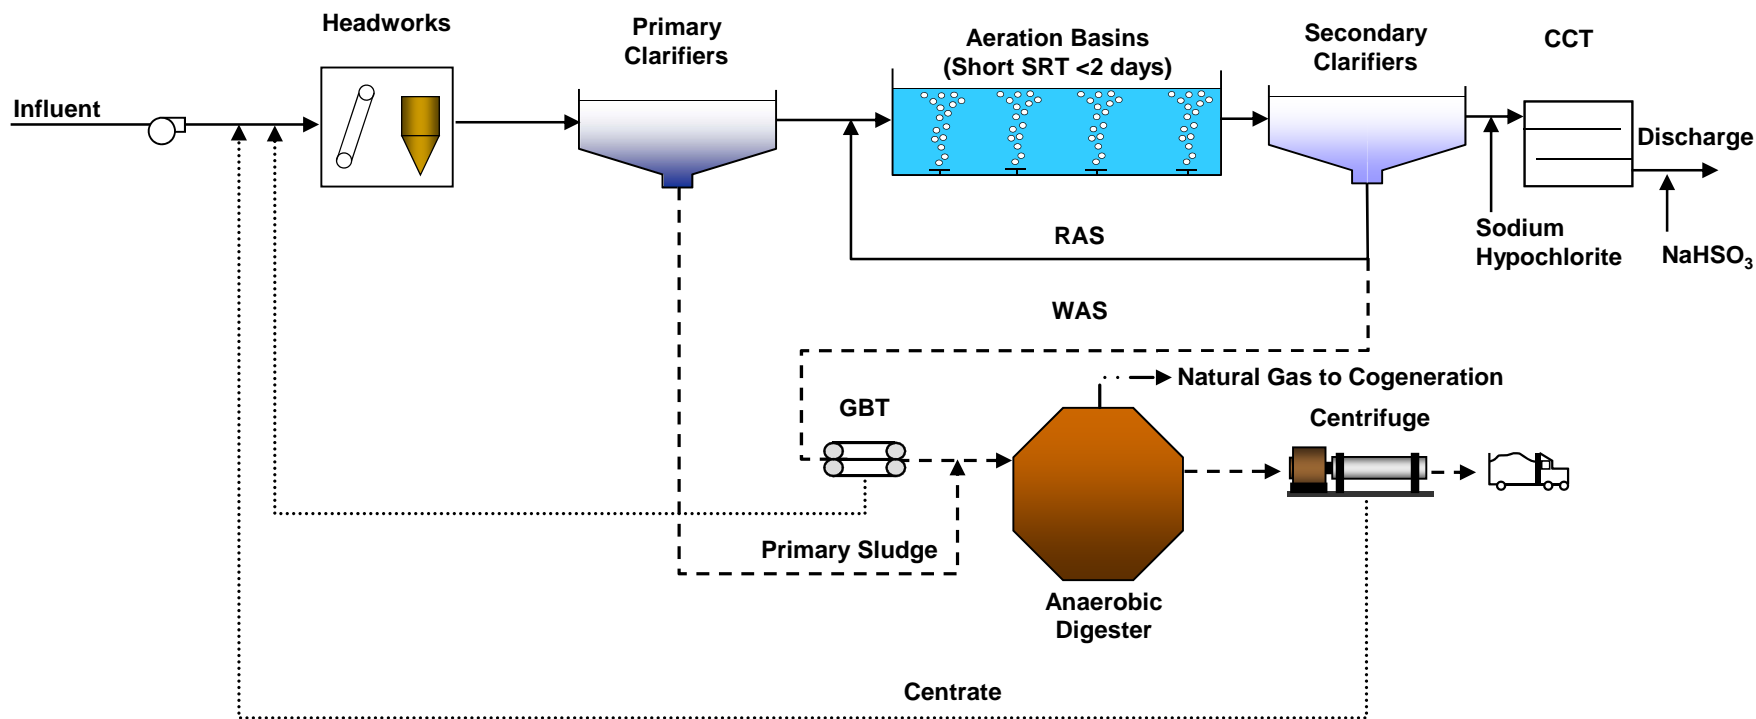 Headworks
Primary
Clarifiers
Aeration Basins
(Short SRT <2 days)
Secondary
Clarifiers
CCT
Influent
Discharge
RAS
Sodium
Hypochlorite
NaHSO₃
WAS
Natural Gas to Cogeneration
GBT
Centrifuge
Primary Sludge
Anaerobic
Digester
Centrate